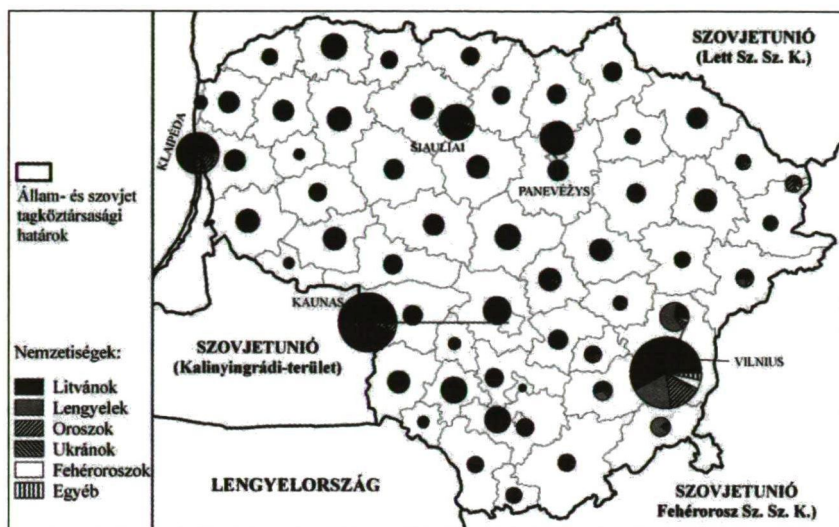 SZOVJETUNIÓ
(Lett Sz. Sz. K.)
KLAIPÉDA
ŠIAULIAI
PANEVĖŽYS
Állam- és szovjet
tagköztársasági
határok
KAUNAS
SZOVJETUNIÓ
(Kalinyingrádi-terület)
VILNIUS
Nemzetiségek:
Litvánok
Lengyelek
Oroszok
Ukránok
Fehéroroszok
Egyéb
LENGYELORSZÁG
SZOVJETUNIÓ
Fehérorosz Sz. Sz. K.)